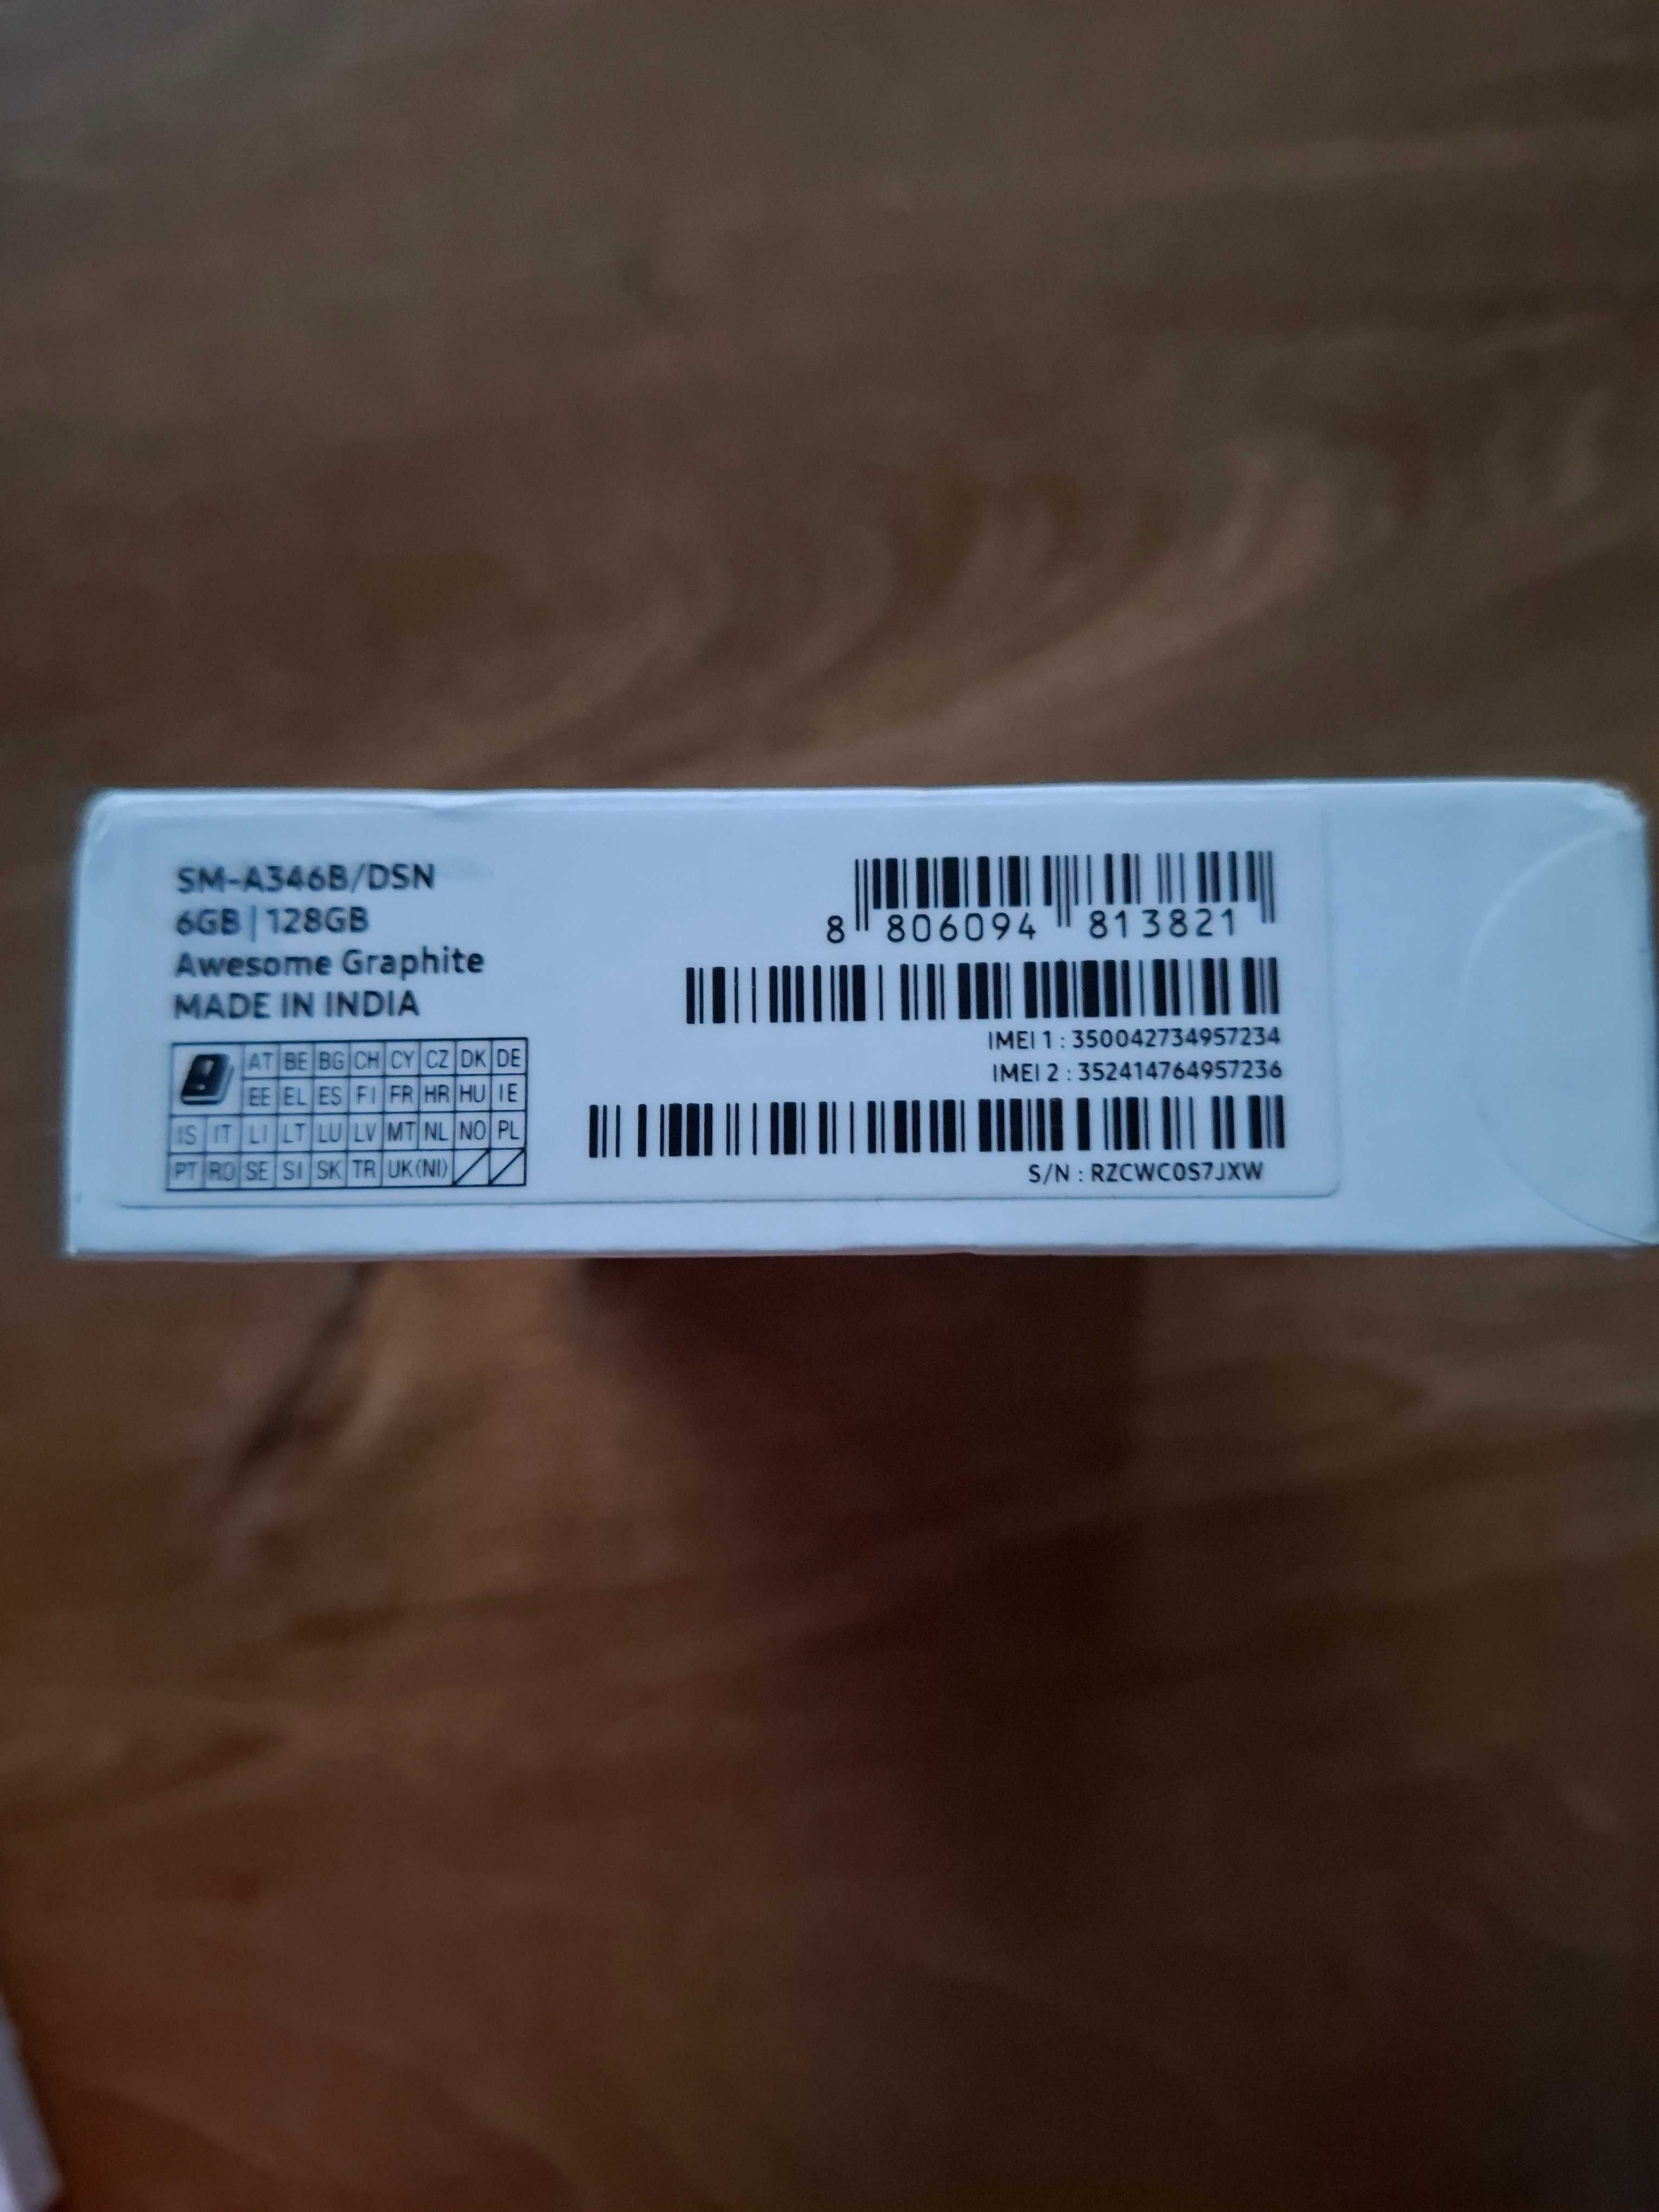 SM-A346B/DSN
6GB | 128GB
Awesome Graphite
MADE IN INDIA
AT BE BG CH CY CZ DK DE
EE EL ES FI FR HR HU IE
IS IT LI LT LU LV MT NL NO PL
PT RO SE SI SK TR UK(NI)
8 806094 813821
IMEI 1 : 350042734957234
IMEI 2 : 352414764957236
S/N : RZCWC0S7JXW